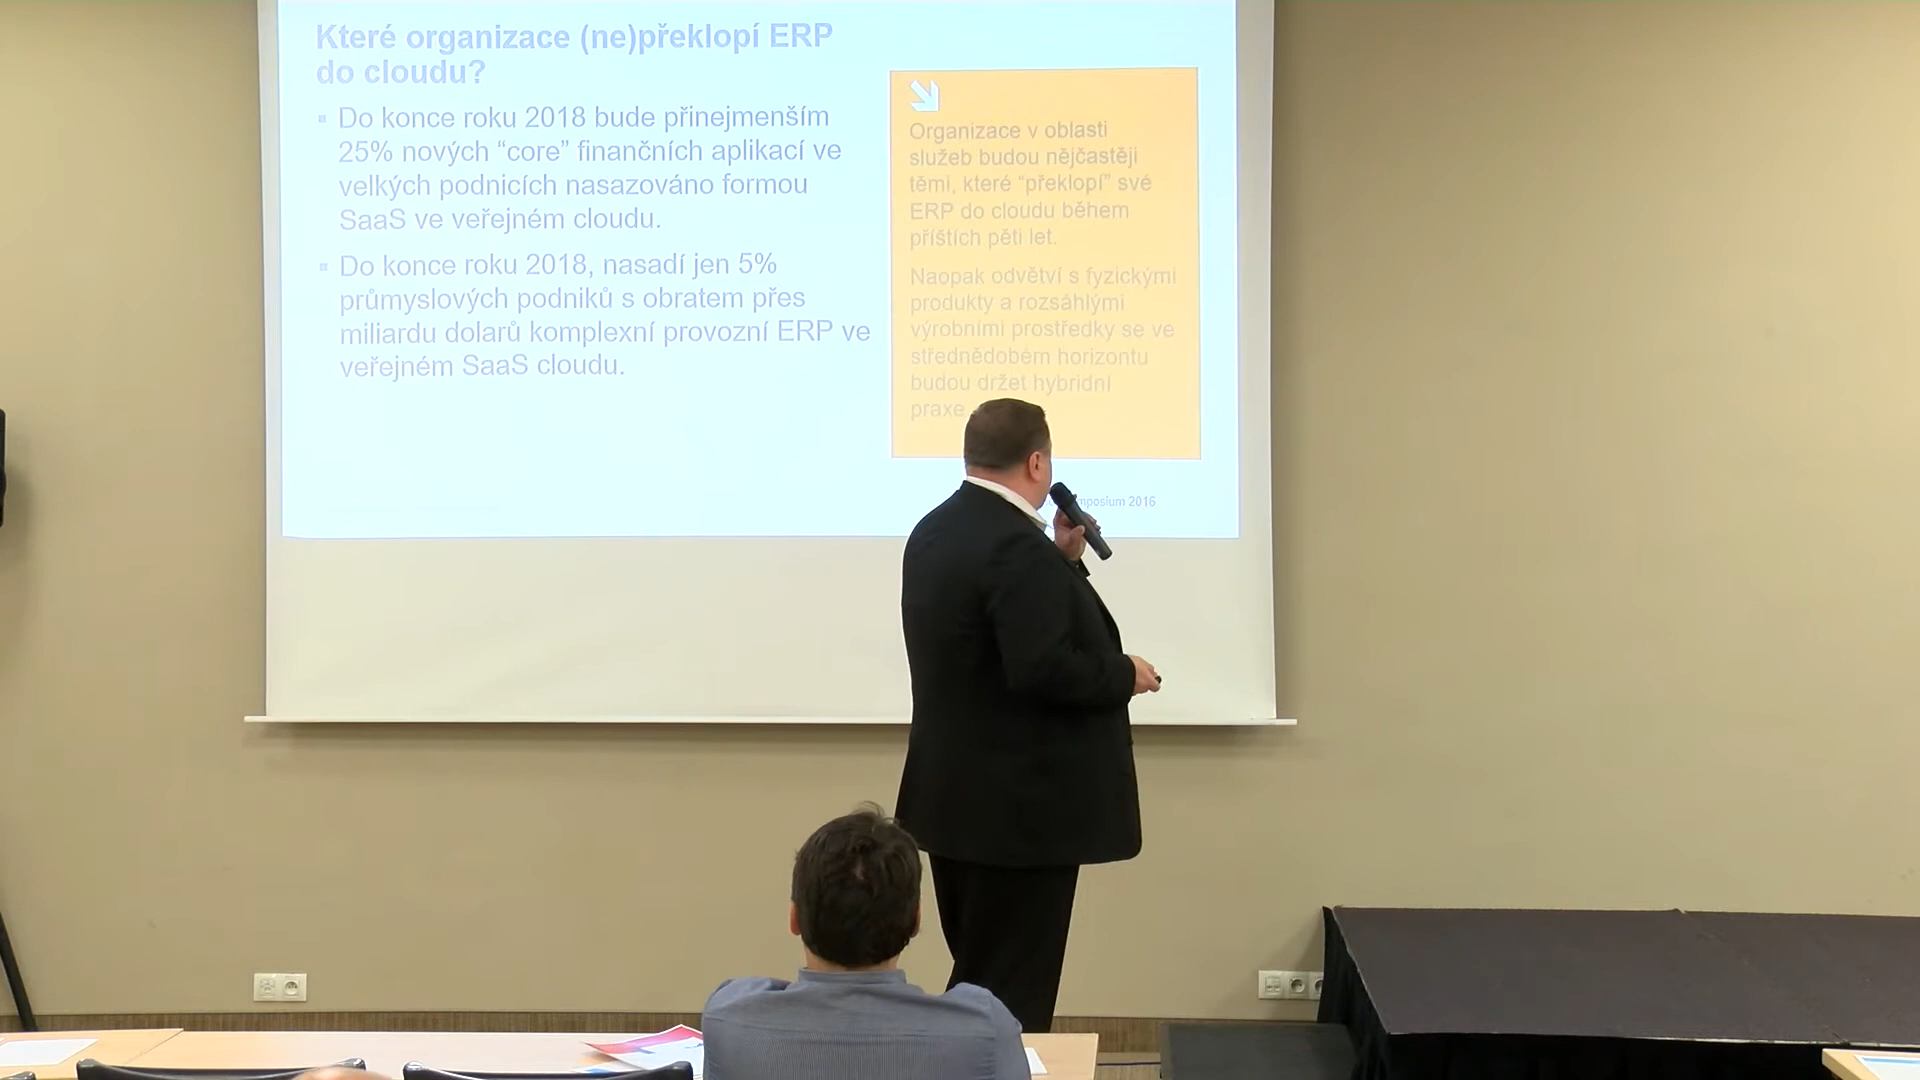 Které organizace (ne)překlopí ERP
do cloudu?
Do konce roku 2018 bude přinejmenším
25% nových “core” finančních aplikací ve
velkých podnicích nasazováno formou
SaaS ve veřejném cloudu.
Do konce roku 2018, nasadí jen 5%
průmyslových podniků s obratem přes
miliardu dolarů komplexní provozní ERP ve
veřejném SaaS cloudu.
Organizace v oblasti
služeb budou nějčastěji
těmi, které “překlopí” své
ERP do cloudu během
příštích pěti let.
Naopak odvětví s fyzickými
produkty a rozsáhlými
výrobními prostředky se ve
střednědobém horizontu
budou držet hybridní
praxe
2016